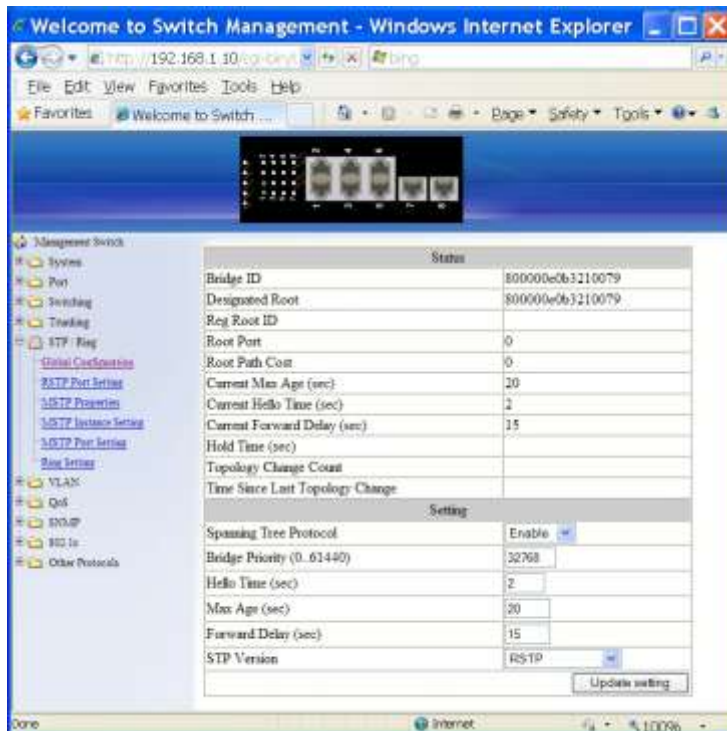 Welcome to Switch Management - Windows Internet Explorer
http://192.168.1.10/cgi-bin/
bing
File Edit View Favorites Tools Help
Favorites Welcome to Switch ... Page Safety Tools
Management Switch
System
Port
Switching
Trunking
STP / Ring
Global Configuration
RSTP Port Setting
MSTP Properties
MSTP Instance Setting
MSTP Port Setting
Ring Setting
VLAN
QoS
SNMP
802.1x
Other Protocols
Status
Bridge ID 800000e0b3210079
Designated Root 800000e0b3210079
Reg Root ID
Root Port 0
Root Path Cost 0
Current Max Age (sec) 20
Current Hello Time (sec) 2
Current Forward Delay (sec) 15
Hold Time (sec)
Topology Change Count
Time Since Last Topology Change
Setting
Spanning Tree Protocol Enable
Bridge Priority (0..61440) 32768
Hello Time (sec) 2
Max Age (sec) 20
Forward Delay (sec) 15
STP Version RSTP
Update setting
Done Internet 100%